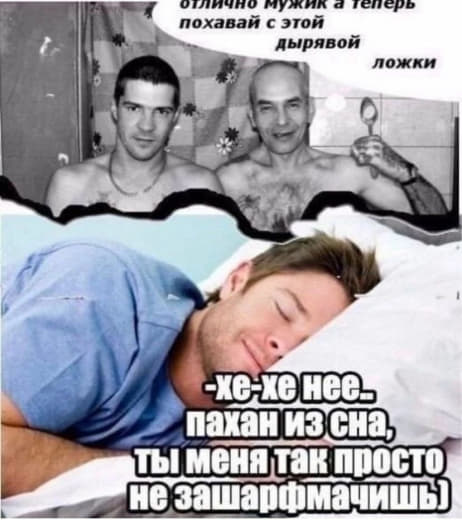 отлично мужик а теперь
похавай с этой
дырявой
ложки
-хе-хе нее..
пахан из сна,
ты меня так просто
не зашарфмачишь)